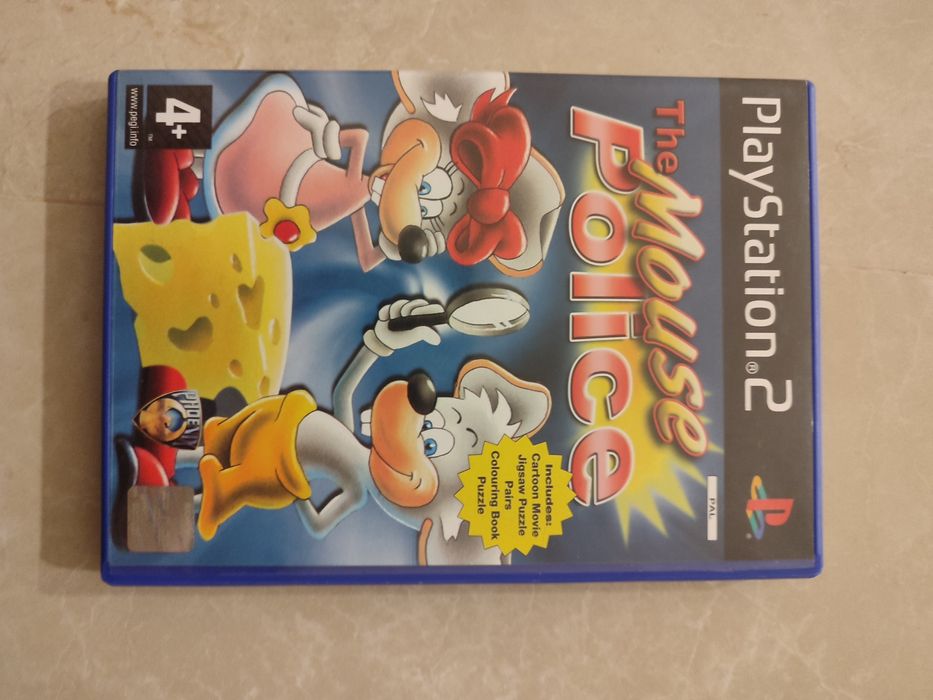 PlayStation®2
PAL
The Mouse
Police
Includes:
Cartoon Movie
Jigsaw Puzzle
Pairs
Colouring Book
Puzzle
4+
™
www.pegi.info